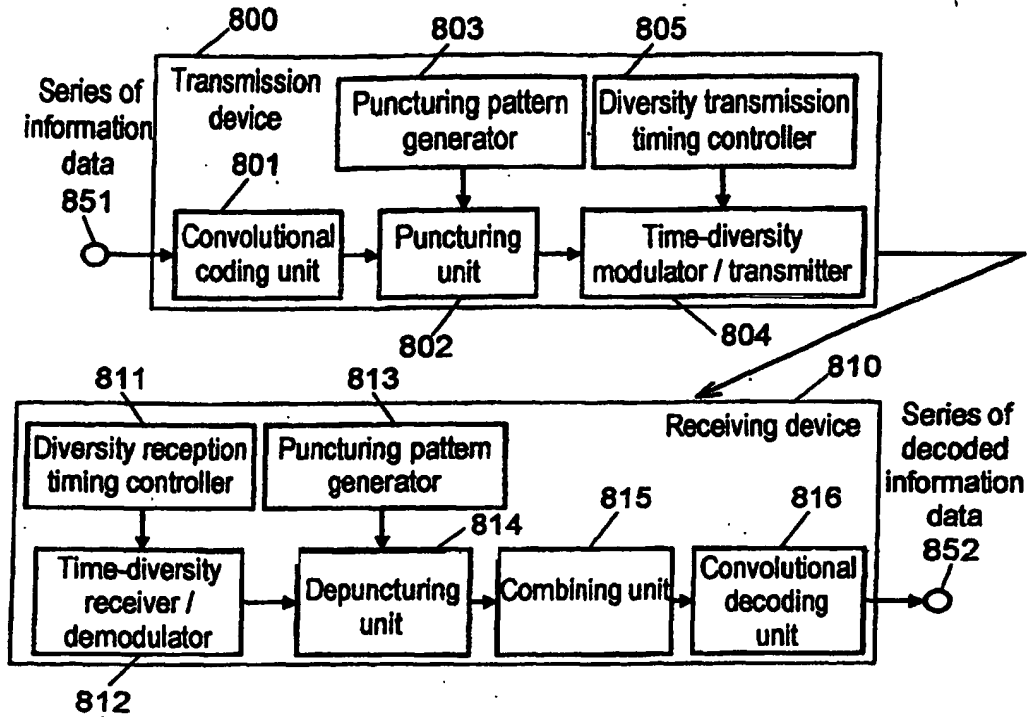 800
803
805
Series of
information
data
851
Transmission
device
Puncturing pattern
generator
Diversity transmission
timing controller
801
Convolutional
coding unit
Puncturing
unit
Time-diversity
modulator / transmitter
802
804
811
813
810
Receiving device
Diversity reception
timing controller
Puncturing pattern
generator
814
815
816
Series of
decoded
information
data
852
Time-diversity
receiver /
demodulator
Depuncturing
unit
Combining unit
Convolutional
decoding
unit
812